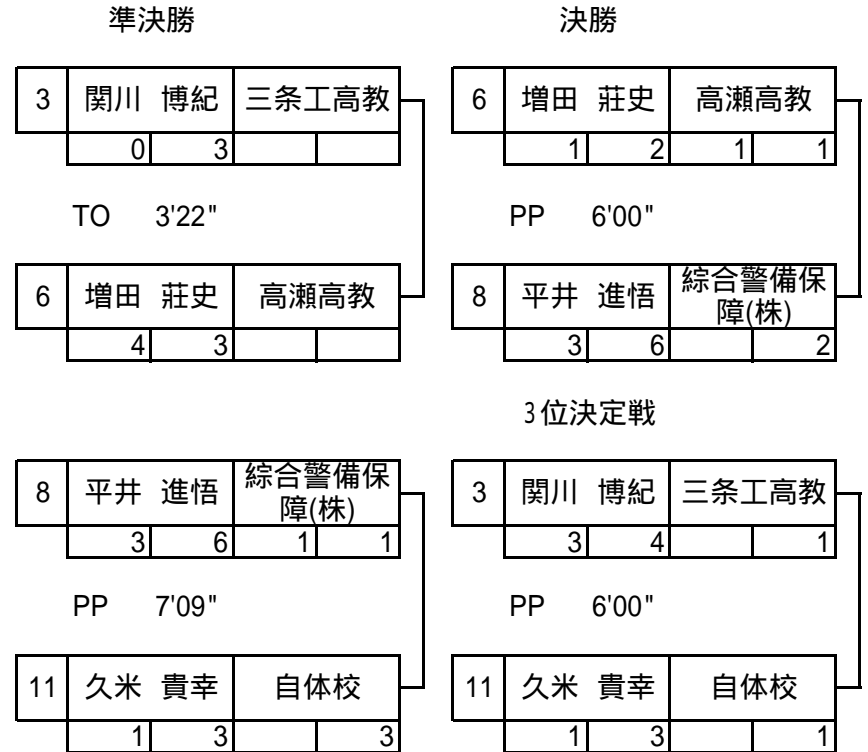 準決勝
3 関川 博紀 三条工高教
0 3
TO 3'22"
6 増田 莊史 高瀬高教
4 3
8 平井 進悟 綜合警備保
障(株)
3 6 1 1
PP 7'09"
11 久米 貴幸 自体校
1 3 3
決勝
6 増田 莊史 高瀬高教
1 2 1 1
PP 6'00"
8 平井 進悟 綜合警備保
障(株)
3 6 2
3位決定戦
3 関川 博紀 三条工高教
3 4 1
PP 6'00"
11 久米 貴幸 自体校
1 3 1